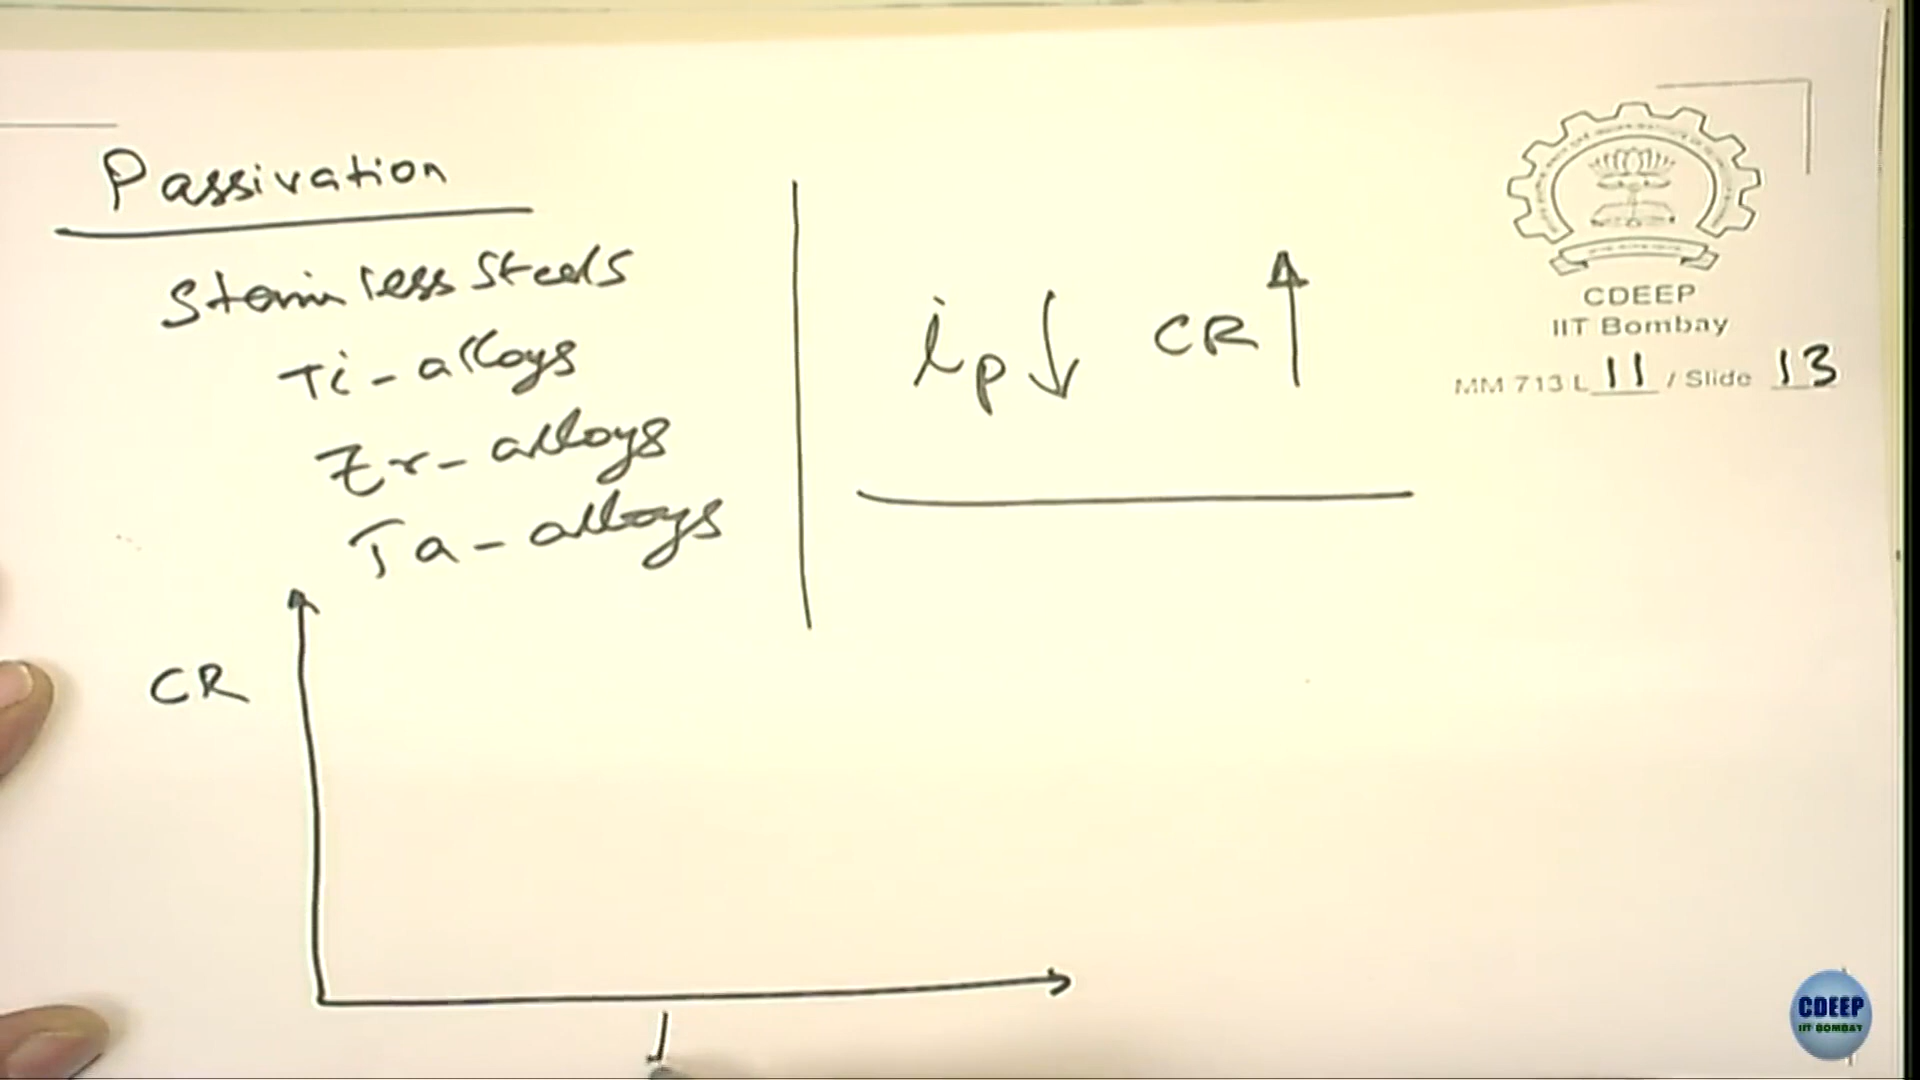 Passivation
Stainless Steels
Ti - alloys
Zr - alloys
Ta - alloys
ip ↓ CR ↑
CDEEP
IIT Bombay
MM 713 L 11 / Slide 13
CR
CDEEP
IIT BOMBAY